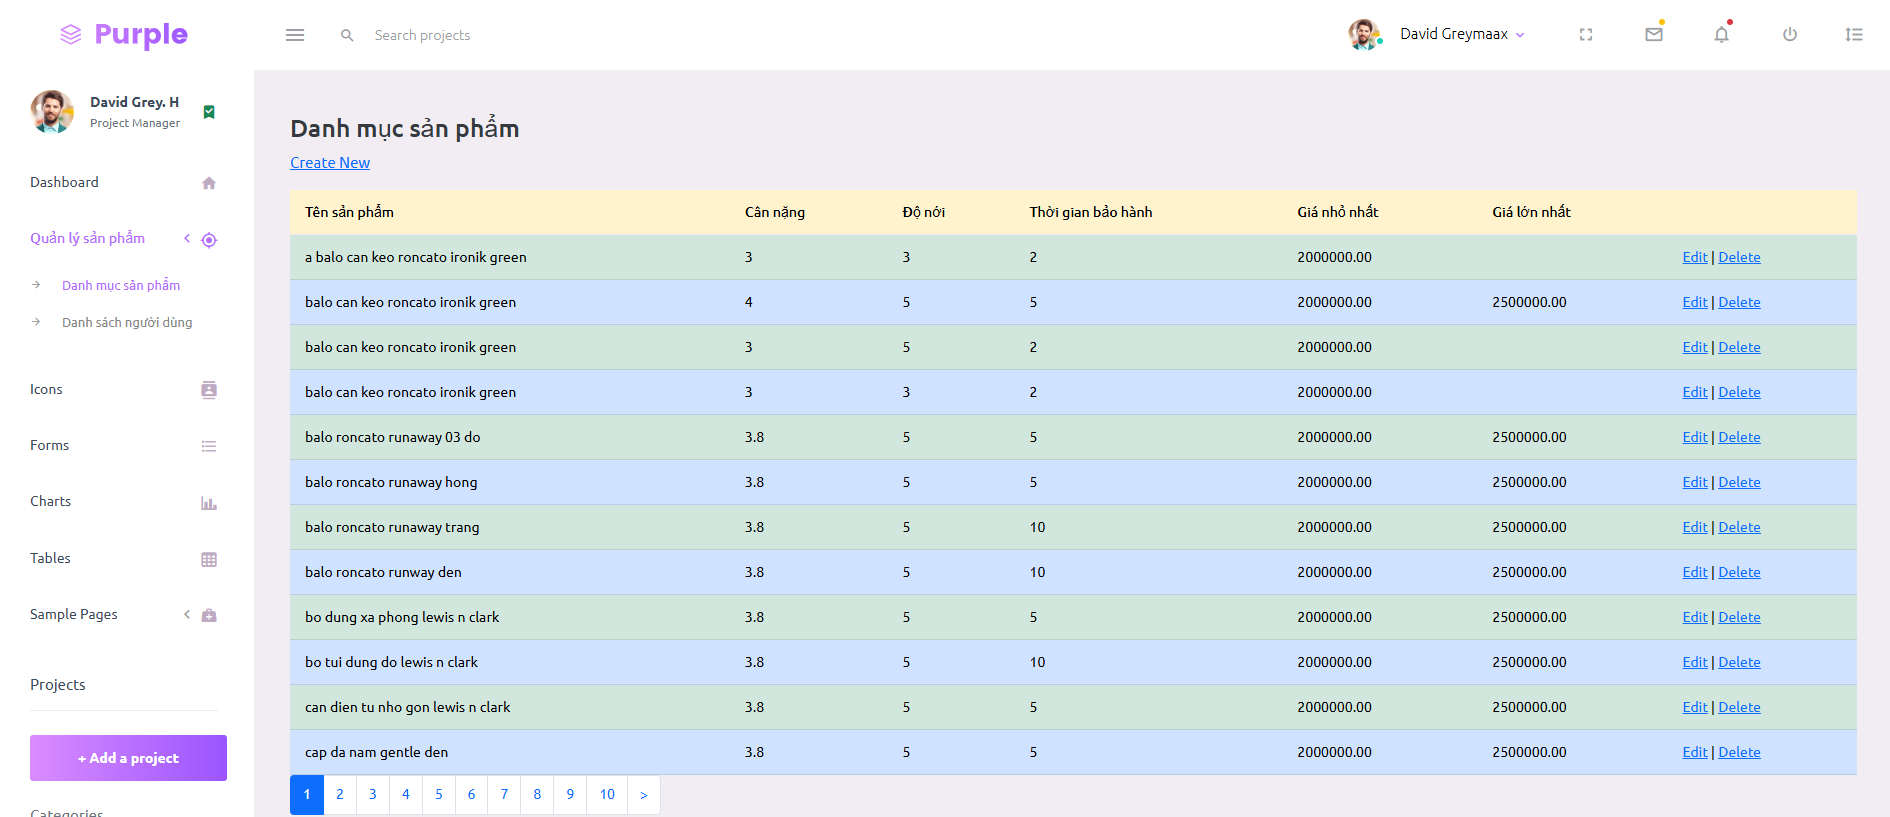 Purple
Search projects
David Greymaax
David Grey. H
Project Manager
Dashboard
Quản lý sản phẩm
Danh mục sản phẩm
Danh sách người dùng
Icons
Forms
Charts
Tables
Sample Pages
Projects
+ Add a project
Categories
Danh mục sản phẩm
Create New
Tên sản phẩm Cân nặng Độ nới Thời gian bảo hành Giá nhỏ nhất Giá lớn nhất
a balo can keo roncato ironik green 3 3 2 2000000.00 Edit | Delete
balo can keo roncato ironik green 4 5 5 2000000.00 2500000.00 Edit | Delete
balo can keo roncato ironik green 3 5 2 2000000.00 Edit | Delete
balo can keo roncato ironik green 3 3 2 2000000.00 Edit | Delete
balo roncato runaway 03 do 3.8 5 5 2000000.00 2500000.00 Edit | Delete
balo roncato runaway hong 3.8 5 5 2000000.00 2500000.00 Edit | Delete
balo roncato runaway trang 3.8 5 10 2000000.00 2500000.00 Edit | Delete
balo roncato runway den 3.8 5 10 2000000.00 2500000.00 Edit | Delete
bo dung xa phong lewis n clark 3.8 5 5 2000000.00 2500000.00 Edit | Delete
bo tui dung do lewis n clark 3.8 5 10 2000000.00 2500000.00 Edit | Delete
can dien tu nho gon lewis n clark 3.8 5 5 2000000.00 2500000.00 Edit | Delete
cap da nam gentle den 3.8 5 5 2000000.00 2500000.00 Edit | Delete
1 2 3 4 5 6 7 8 9 10 >